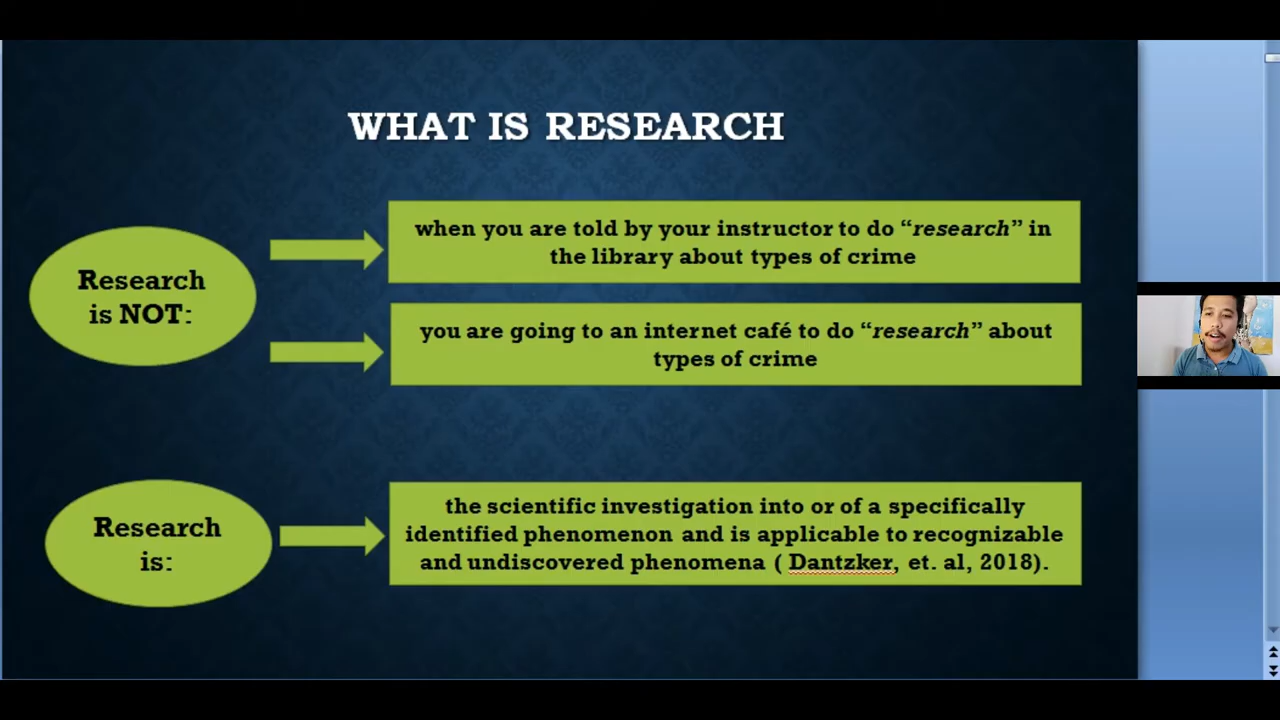 WHAT IS RESEARCH
Research
is NOT:
when you are told by your instructor to do “research” in
the library about types of crime
you are going to an internet café to do “research” about
types of crime
Research
is:
the scientific investigation into or of a specifically
identified phenomenon and is applicable to recognizable
and undiscovered phenomena ( Dantzker, et. al, 2018).